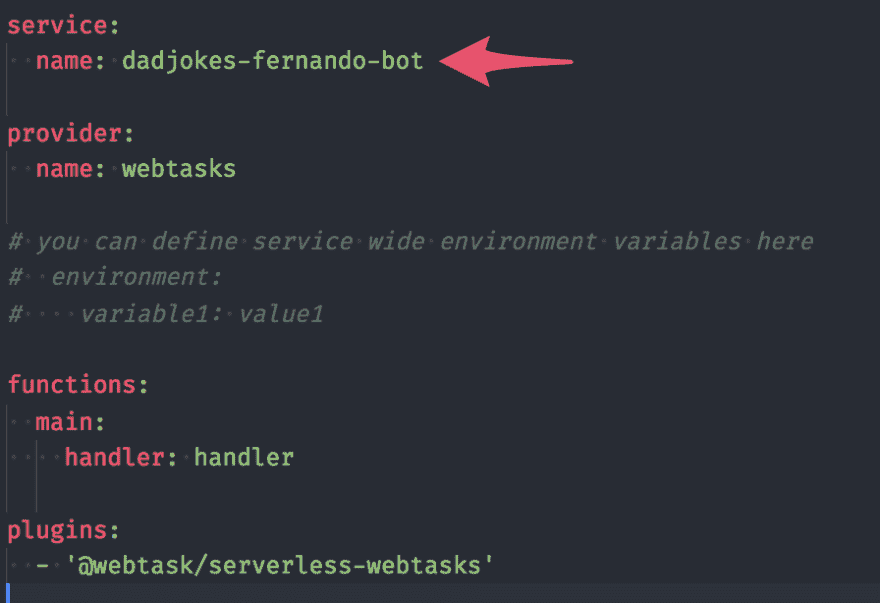 service:
  name: dadjokes-fernando-bot
provider:
  name: webtasks
# you can define service wide environment variables here
#  environment:
#    variable1: value1
functions:
  main:
    handler: handler
plugins:
  - '@webtask/serverless-webtasks'